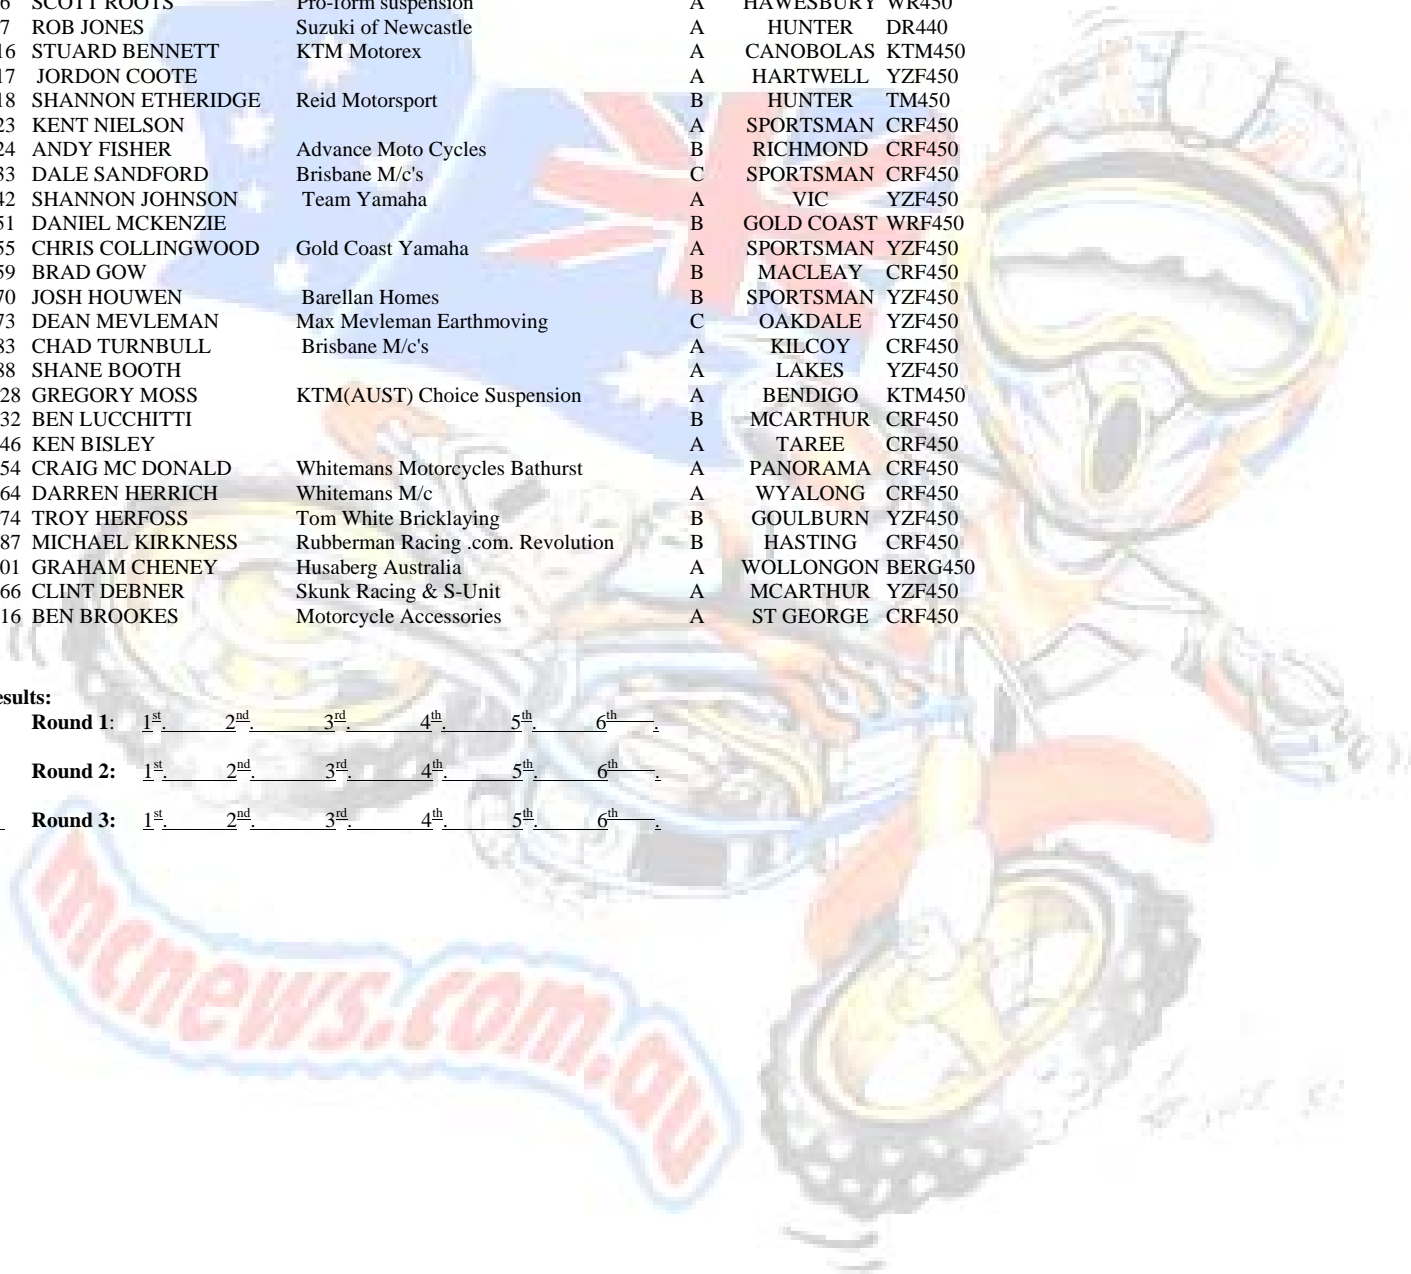 6 SCOTT ROOTS Pro-form suspension A HAWESBURY WR450
7 ROB JONES Suzuki of Newcastle A HUNTER DR440
16 STUARD BENNETT KTM Motorex A CANOBOLAS KTM450
17 JORDON COOTE A HARTWELL YZF450
18 SHANNON ETHERIDGE Reid Motorsport B HUNTER TM450
23 KENT NIELSON A SPORTSMAN CRF450
24 ANDY FISHER Advance Moto Cycles B RICHMOND CRF450
33 DALE SANDFORD Brisbane M/c's C SPORTSMAN CRF450
42 SHANNON JOHNSON Team Yamaha A VIC YZF450
51 DANIEL MCKENZIE B GOLD COAST WRF450
55 CHRIS COLLINGWOOD Gold Coast Yamaha A SPORTSMAN YZF450
59 BRAD GOW B MACLEAY CRF450
70 JOSH HOUWEN Barellan Homes B SPORTSMAN YZF450
73 DEAN MEVLEMAN Max Mevleman Earthmoving C OAKDALE YZF450
83 CHAD TURNBULL Brisbane M/c's A KILCOY CRF450
88 SHANE BOOTH A LAKES YZF450
28 GREGORY MOSS KTM(AUST) Choice Suspension A BENDIGO KTM450
32 BEN LUCCHITTI B MCARTHUR CRF450
46 KEN BISLEY A TAREE CRF450
54 CRAIG MC DONALD Whitemans Motorcycles Bathurst A PANORAMA CRF450
64 DARREN HERRICH Whitemans M/c A WYALONG CRF450
74 TROY HERFOSS Tom White Bricklaying B GOULBURN YZF450
87 MICHAEL KIRKNESS Rubberman Racing .com. Revolution B HASTING CRF450
01 GRAHAM CHENEY Husaberg Australia A WOLLONGON BERG450
66 CLINT DEBNER Skunk Racing & S-Unit A MCARTHUR YZF450
16 BEN BROOKES Motorcycle Accessories A ST GEORGE CRF450
esults:
Round 1: 1st. 2nd. 3rd. 4th. 5th. 6th .
Round 2: 1st. 2nd. 3rd. 4th. 5th. 6th .
Round 3: 1st. 2nd. 3rd. 4th. 5th. 6th .
mcnews.com.au